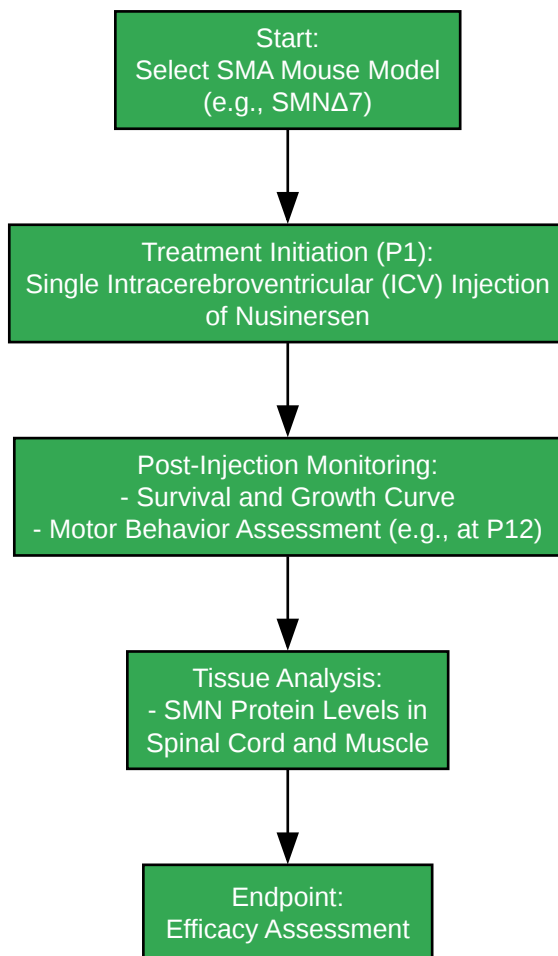 Start:
Select SMA Mouse Model
(e.g., SMNΔ7)
Treatment Initiation (P1):
Single Intracerebroventricular (ICV) Injection
of Nusinersen
Post-Injection Monitoring:
- Survival and Growth Curve
- Motor Behavior Assessment (e.g., at P12)
Tissue Analysis:
- SMN Protein Levels in
Spinal Cord and Muscle
Endpoint:
Efficacy Assessment